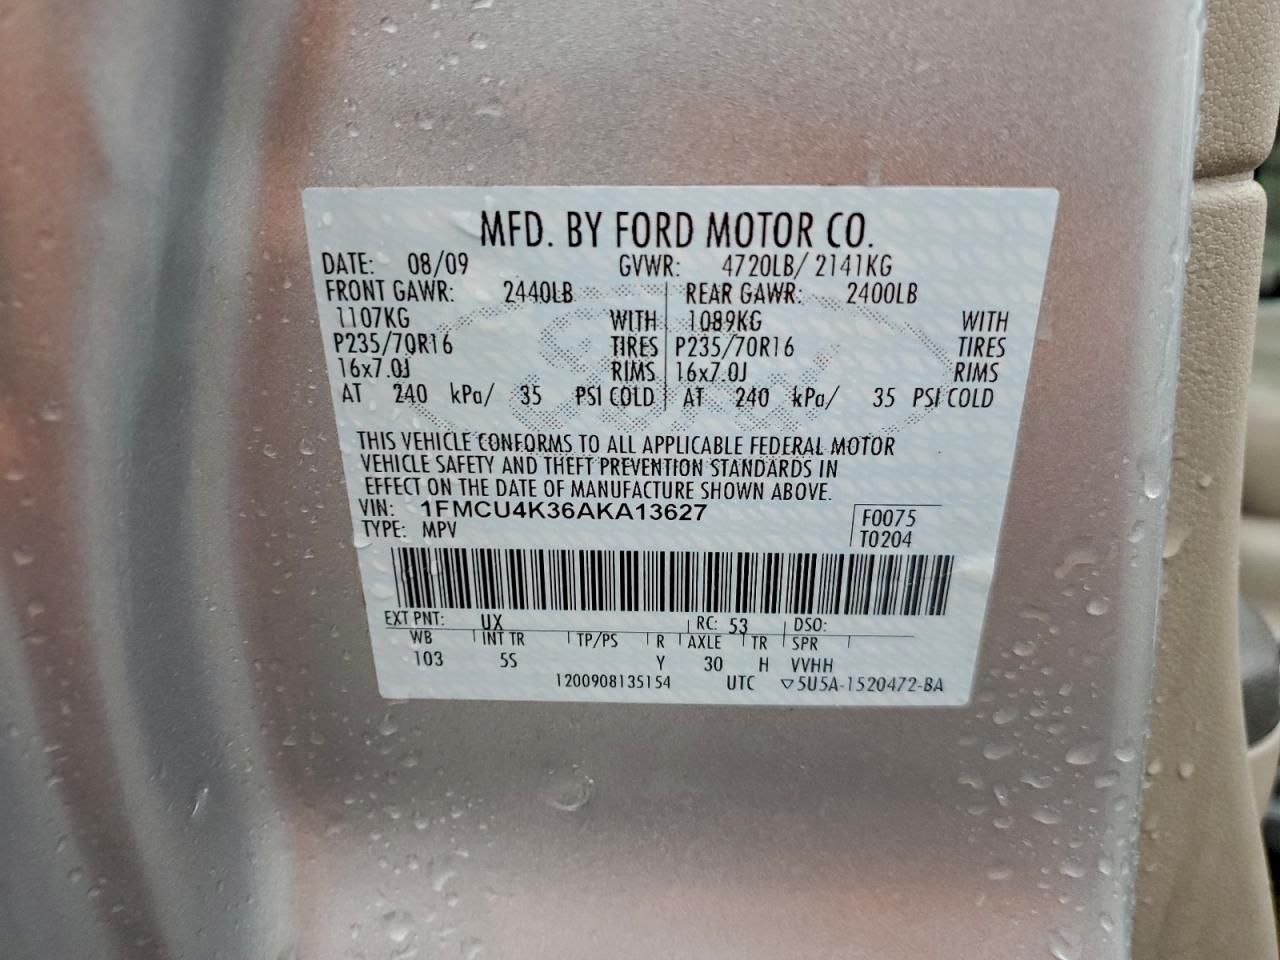 MFD. BY FORD MOTOR CO.
DATE: 08/09 GVWR: 4720LB/ 2141KG
FRONT GAWR: 2440LB REAR GAWR: 2400LB
1107KG WITH 1089KG WITH
P235/70R16 TIRES P235/70R16 TIRES
16x7.0J RIMS 16x7.0J RIMS
AT 240 kPa/ 35 PSI COLD AT 240 kPa/ 35 PSI COLD
THIS VEHICLE CONFORMS TO ALL APPLICABLE FEDERAL MOTOR
VEHICLE SAFETY AND THEFT PREVENTION STANDARDS IN
EFFECT ON THE DATE OF MANUFACTURE SHOWN ABOVE.
VIN: 1FMCU4K36AKA13627 F0075
TYPE: MPV T0204
EXT PNT: UX RC: 53 DSO:
WB INT TR TP/PS R AXLE TR SPR
103 5S Y 30 H VVHH
1200908135154 UTC ▽5U5A-1520472-BA